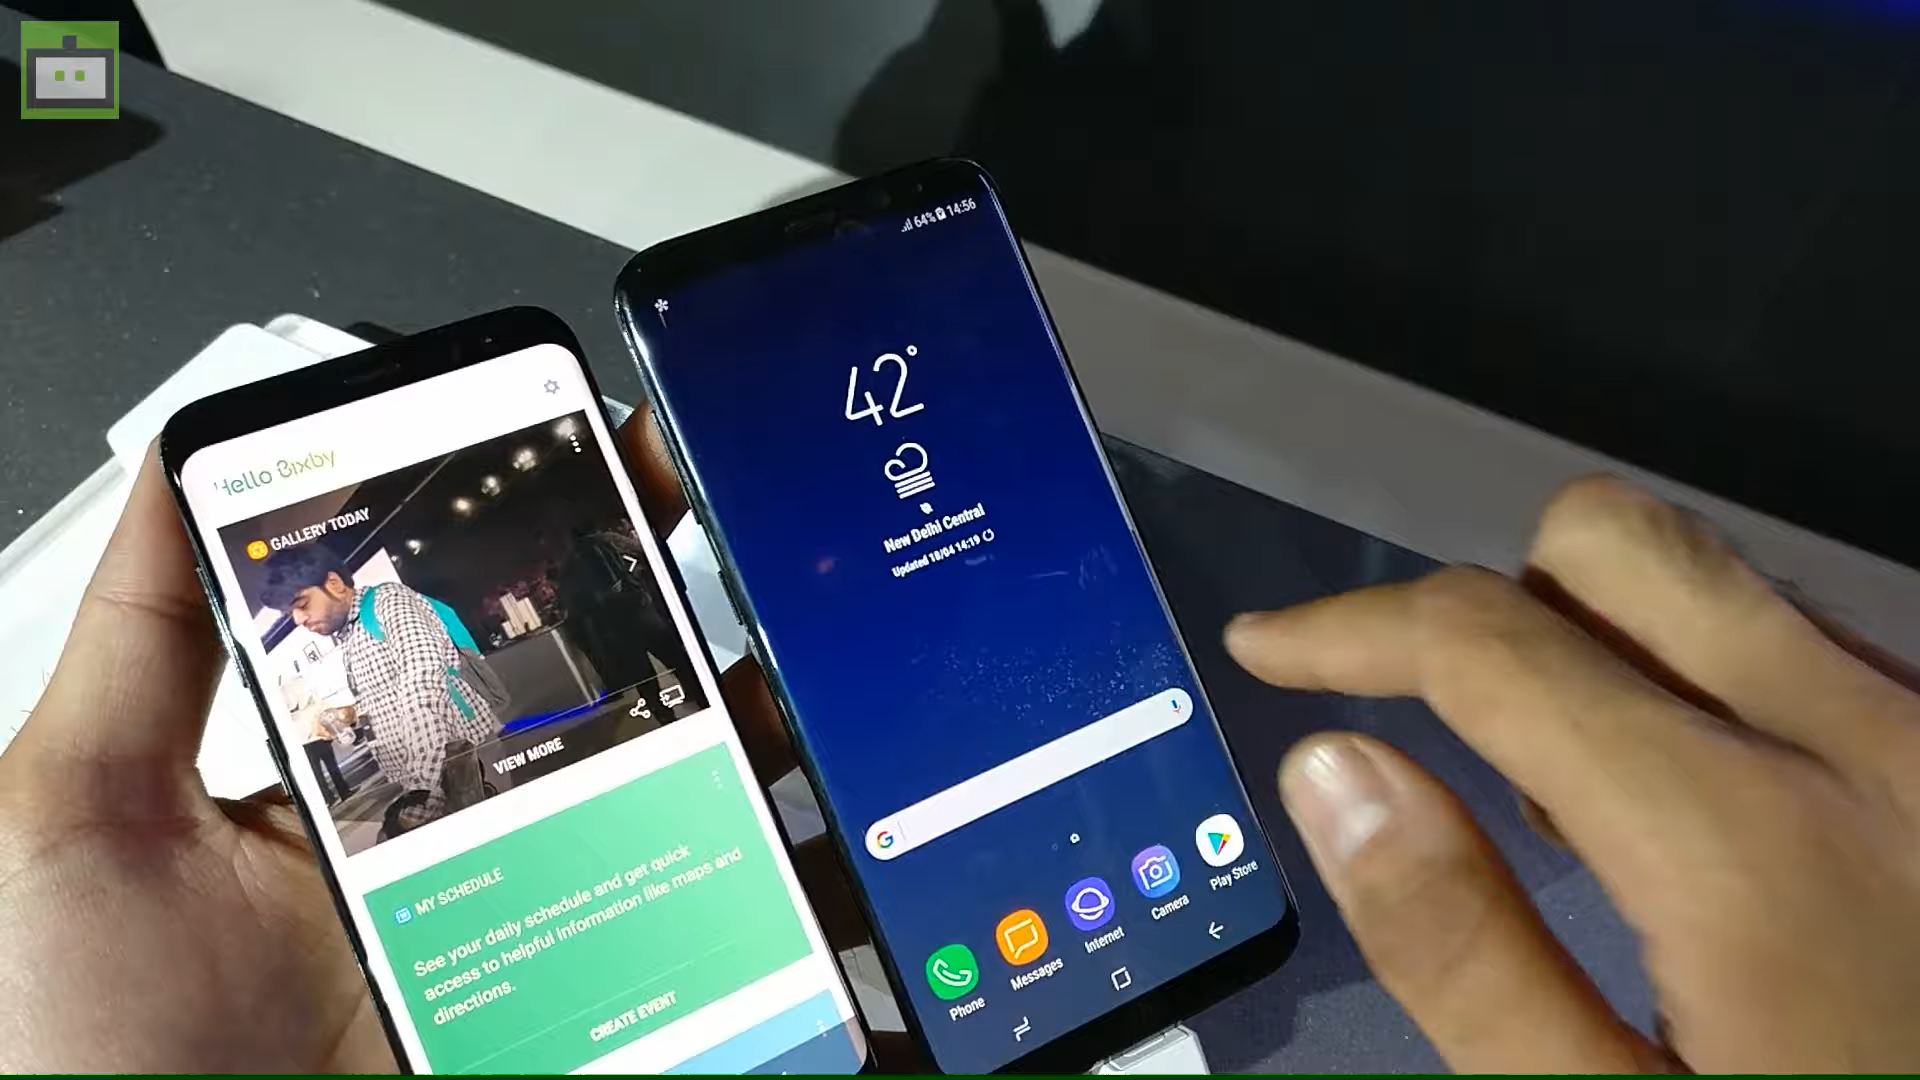 Hello Bixby
GALLERY TODAY
VIEW MORE
MY SCHEDULE
See your daily schedule and get quick
access to helpful information like maps and
directions.
CREATE EVENT
64% 14:56
42°
New Delhi Central
Updated 18/04 14:19
G
Phone
Messages
Internet
Camera
Play Store